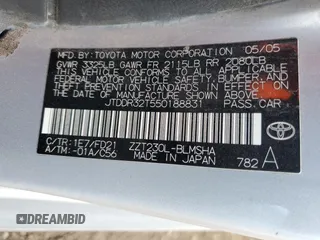 MFD BY: TOYOTA MOTOR CORPORATION 05/05
GVWR 3325LB GAWR FR 2115LB RR 2080LB
THIS VEHICLE CONFORMS TO ALL APPLICABLE
FEDERAL MOTOR VEHICLE SAFETY, BUMPER, AND
THEFT PREVENTION STANDARDS IN EFFECT ON
THE DATE OF MANUFACTURE SHOWN ABOVE.
JTDDR32T550188831 PASS.CAR
C/TR: 1E7/FD21 ZZT230L-BLMSHA
A/TM: -01A/C56 MADE IN JAPAN 782 A
TOYOTA
DREAMBID